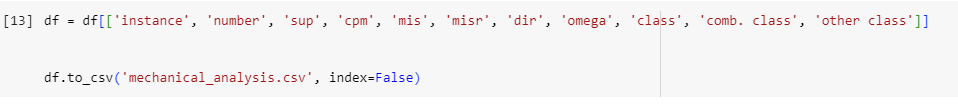 [13] df = df[['instance', 'number', 'sup', 'cpm', 'mis', 'misr', 'dir', 'omega', 'class', 'comb. class', 'other class']]
df.to_csv('mechanical_analysis.csv', index=False)